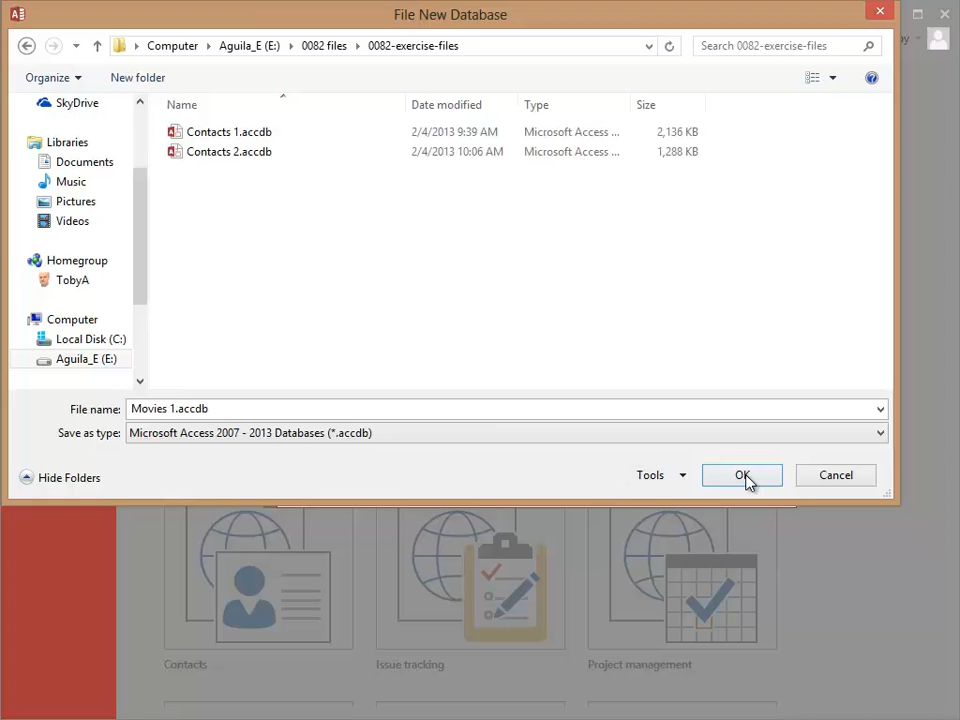 File New Database
by
Computer Aguila_E (E:) 0082 files 0082-exercise-files
Search 0082-exercise-files
Organize New folder
SkyDrive
Libraries
Documents
Music
Pictures
Videos
Homegroup
TobyA
Computer
Local Disk (C:)
Aguila_E (E:)
Name Date modified Type Size
Contacts 1.accdb 2/4/2013 9:39 AM Microsoft Access ... 2,136 KB
Contacts 2.accdb 2/4/2013 10:06 AM Microsoft Access ... 1,288 KB
File name: Movies 1.accdb
Save as type: Microsoft Access 2007 - 2013 Databases (*.accdb)
Hide Folders
Tools OK Cancel
Contacts Issue tracking Project management